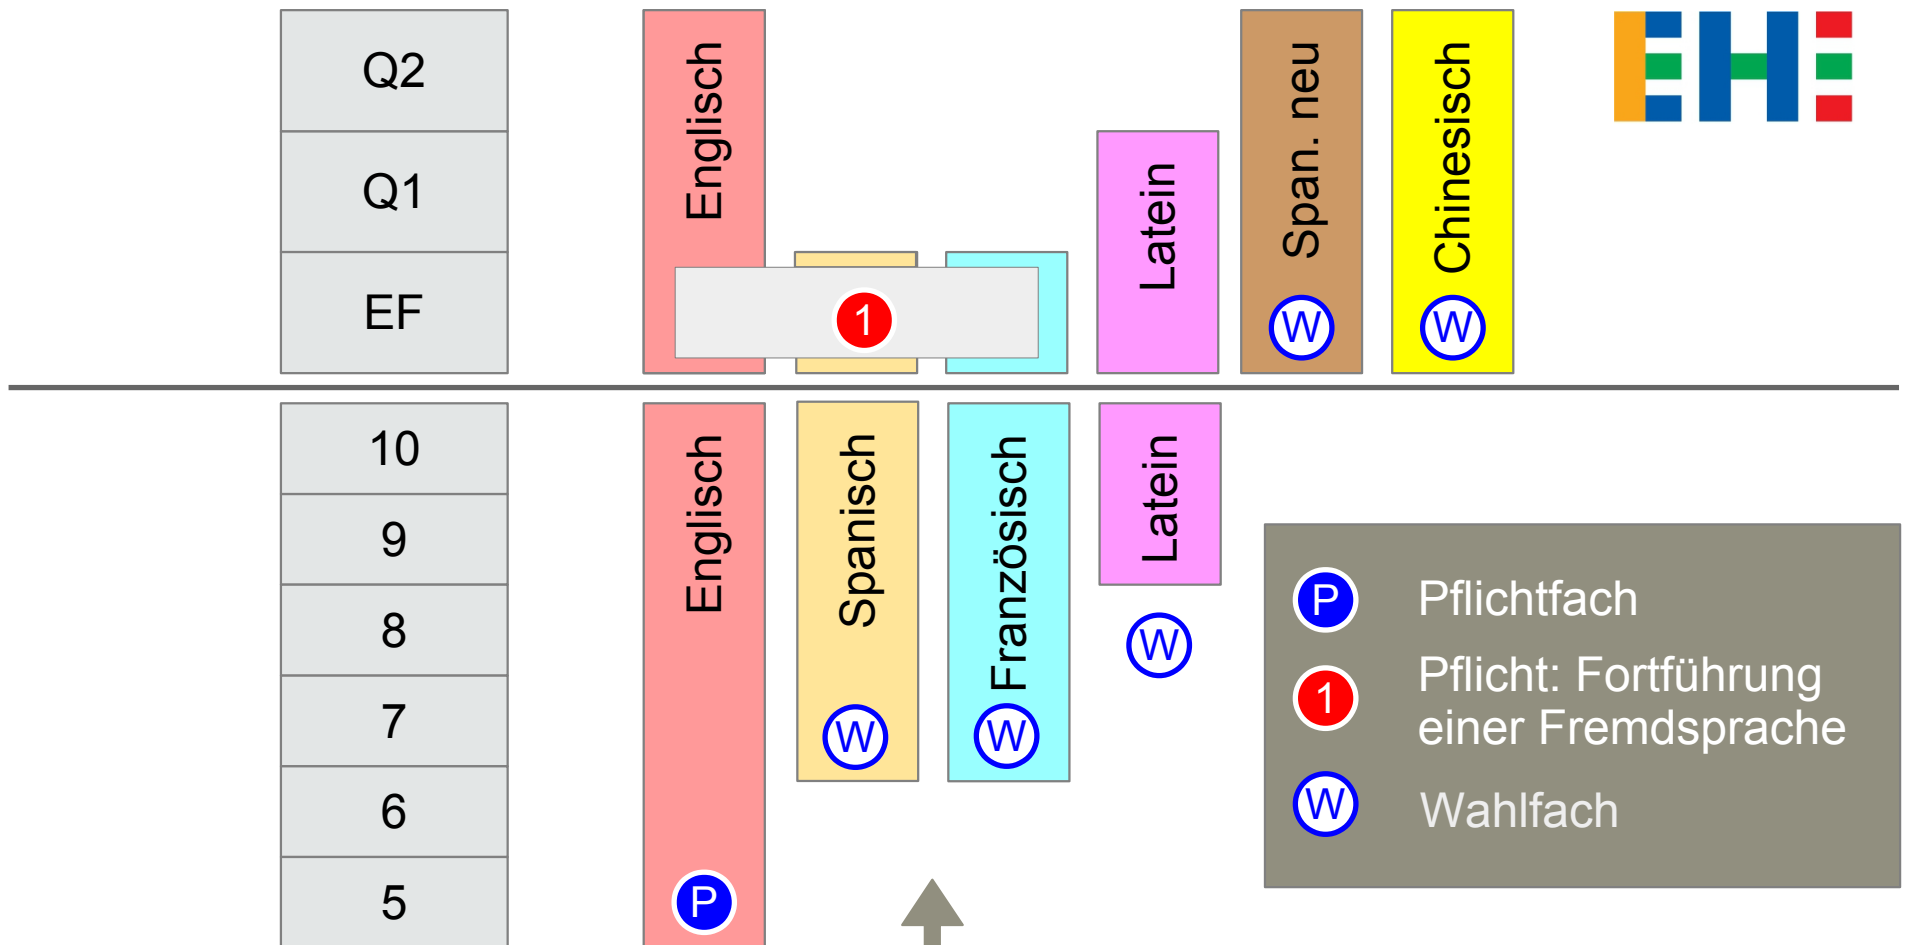 Q2
Q1
EF
Englisch
1
Latein
Span. neu
W
Chinesisch
W
EHE
10
9
8
7
6
5
Englisch
P
Spanisch
W
Französisch
W
Latein
W
P Pflichtfach
1 Pflicht: Fortführung
einer Fremdsprache
W Wahlfach